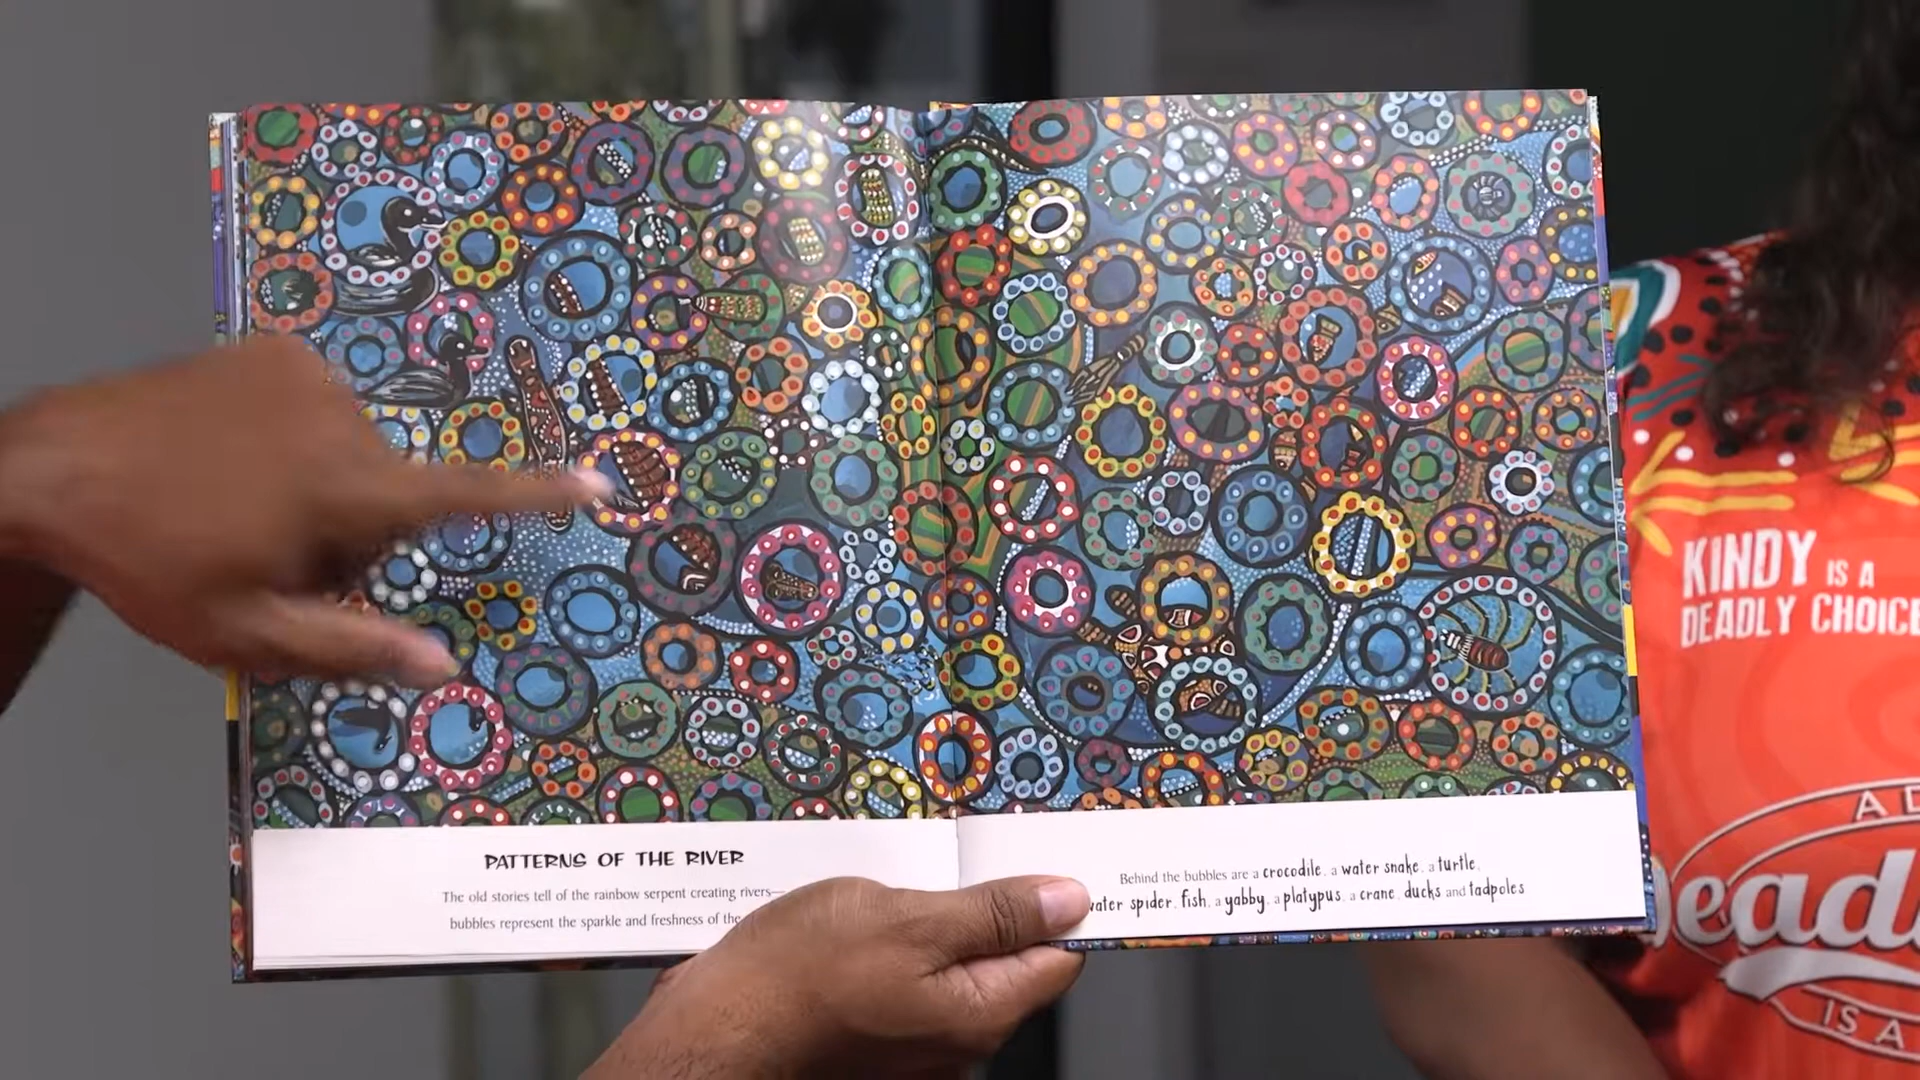 PATTERNS OF THE RIVER
The old stories tell of the rainbow serpent creating rivers—
bubbles represent the sparkle and freshness of the
Behind the bubbles are a crocodile, a water snake, a turtle,
water spider, fish, a yabby, a platypus, a crane, ducks and tadpoles
KINDY IS A
DEADLY CHOICE
A D
eadl
IS A